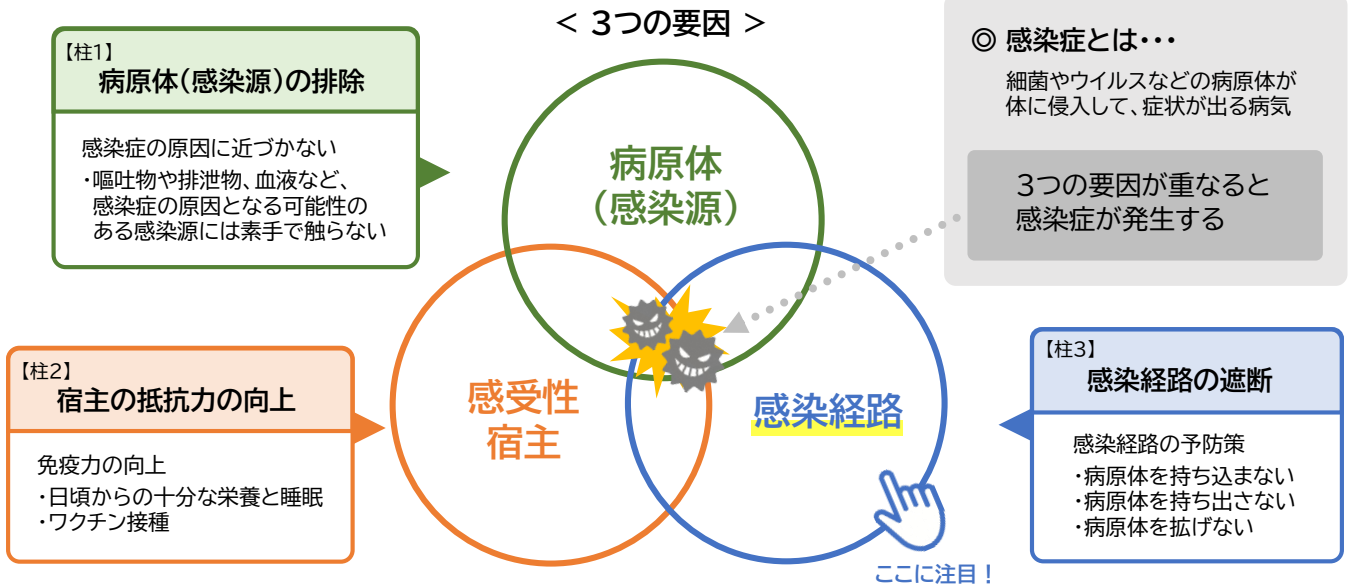 < 3つの要因 >
【柱1】
病原体(感染源)の排除
感染症の原因に近づかない
・嘔吐物や排泄物、血液など、
感染症の原因となる可能性の
ある感染源には素手で触らない
◎ 感染症とは・・・
細菌やウイルスなどの病原体が
体に侵入して、症状が出る病気
3つの要因が重なると
感染症が発生する
病原体
(感染源)
感受性
宿主
感染経路
【柱2】
宿主の抵抗力の向上
免疫力の向上
・日頃からの十分な栄養と睡眠
・ワクチン接種
【柱3】
感染経路の遮断
感染経路の予防策
・病原体を持ち込まない
・病原体を持ち出さない
・病原体を拡げない
ここに注目!